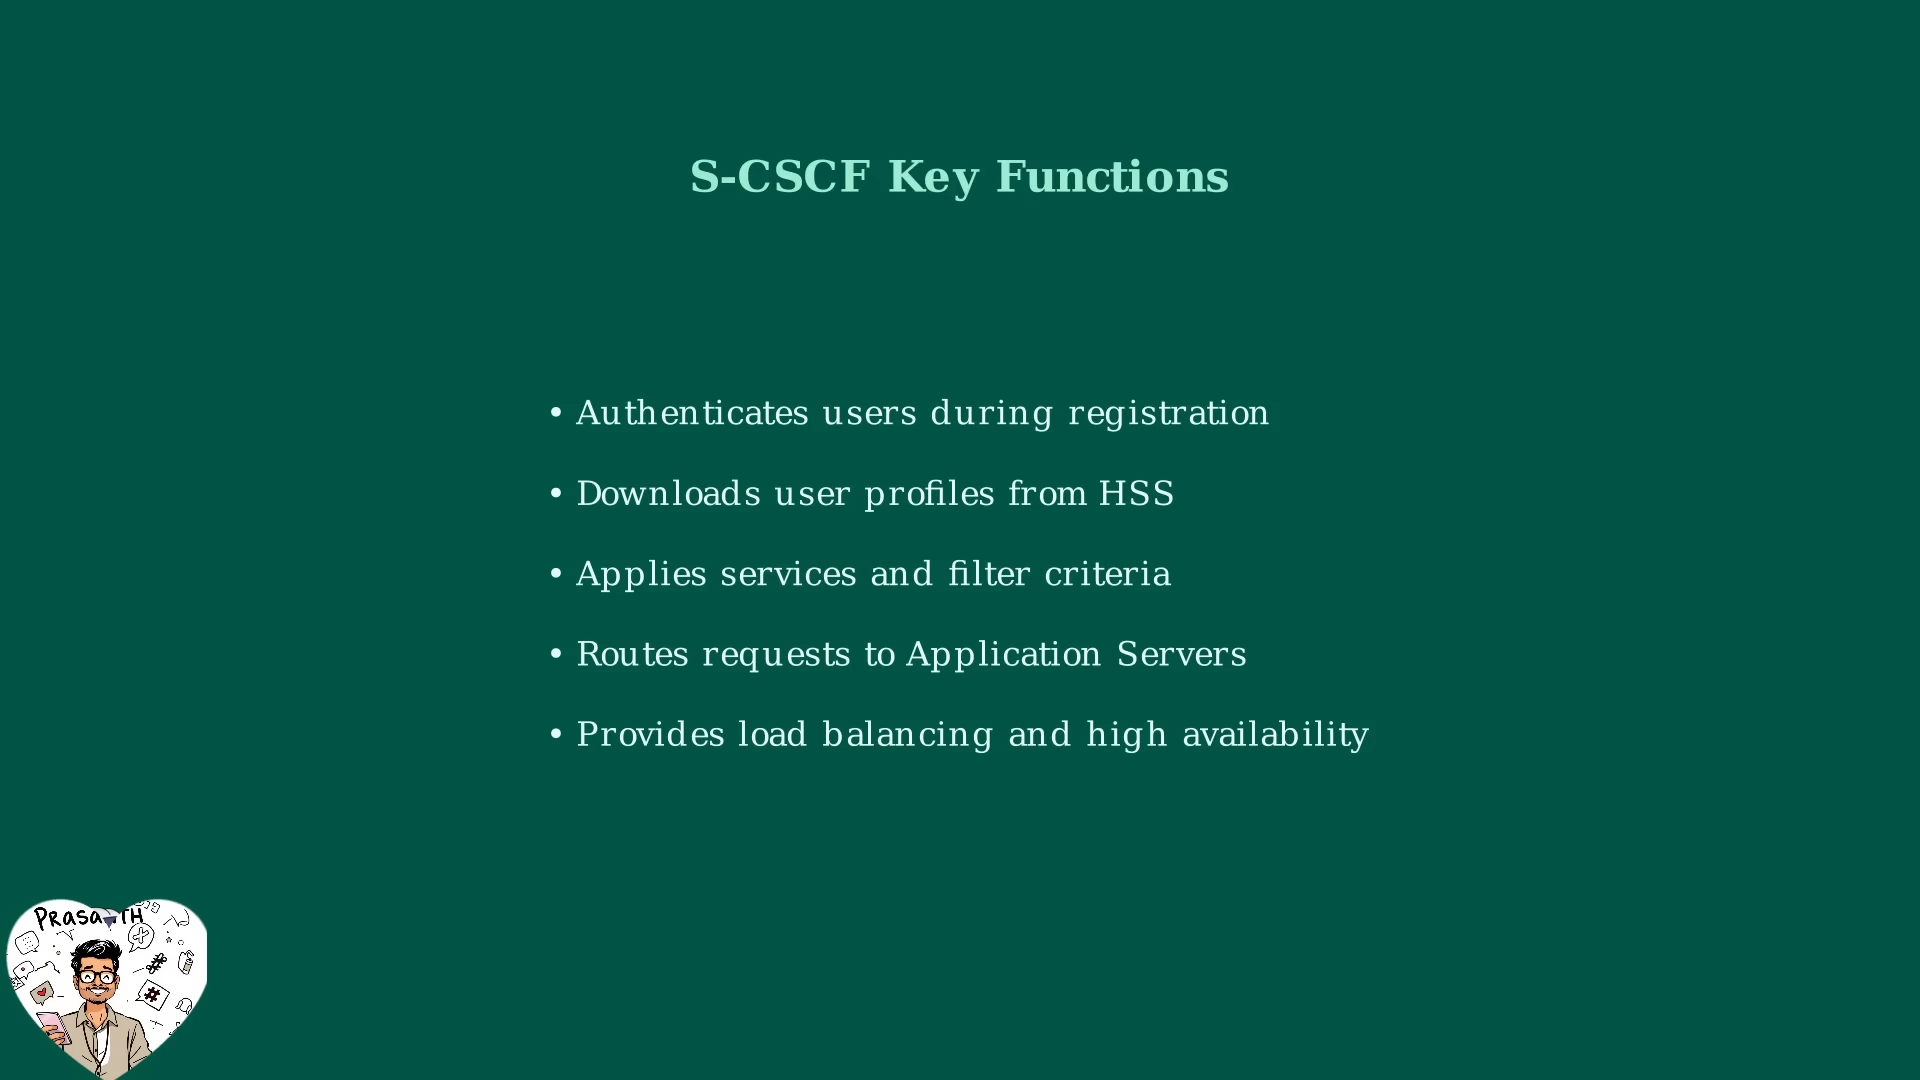 S-CSCF Key Functions
• Authenticates users during registration
• Downloads user profiles from HSS
• Applies services and filter criteria
• Routes requests to Application Servers
• Provides load balancing and high availability